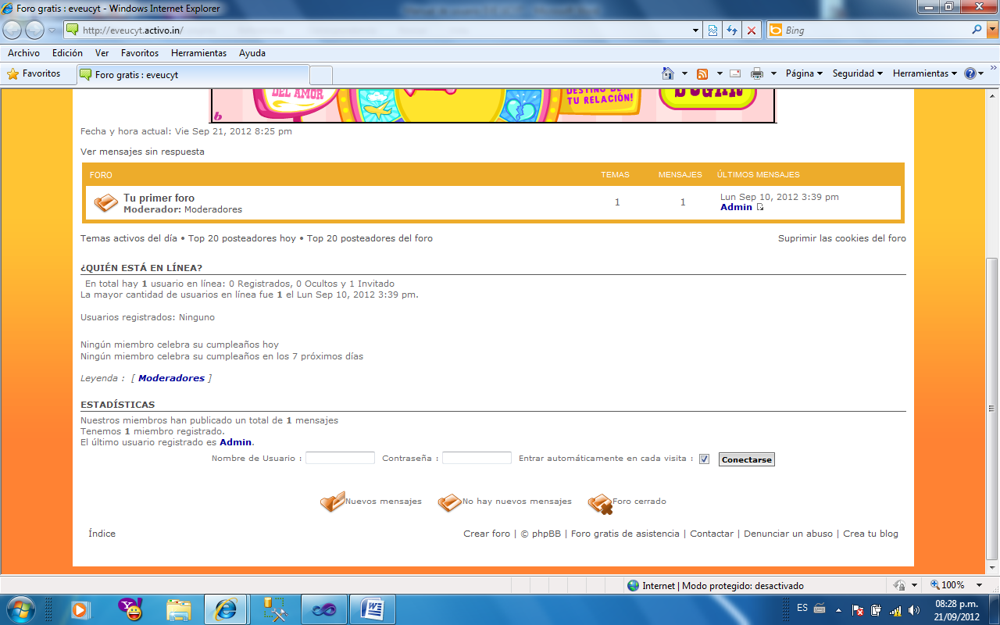 Foro gratis : eveucyt - Windows Internet Explorer
http://eveucyt.activo.in/
Bing
Archivo Edición Ver Favoritos Herramientas Ayuda
Favoritos Foro gratis : eveucyt Página Seguridad Herramientas
DEL AMOR
DESTINO DE
TU RELACIÓN!
JUGAR
b
Fecha y hora actual: Vie Sep 21, 2012 8:25 pm
Ver mensajes sin respuesta
FORO TEMAS MENSAJES ÚLTIMOS MENSAJES
Tu primer foro
Moderador: Moderadores
1 1
Lun Sep 10, 2012 3:39 pm
Admin
Temas activos del día • Top 20 posteadores hoy • Top 20 posteadores del foro Suprimir las cookies del foro
¿QUIÉN ESTÁ EN LÍNEA?
En total hay 1 usuario en línea: 0 Registrados, 0 Ocultos y 1 Invitado
La mayor cantidad de usuarios en línea fue 1 el Lun Sep 10, 2012 3:39 pm.
Usuarios registrados: Ninguno
Ningún miembro celebra su cumpleaños hoy
Ningún miembro celebra su cumpleaños en los 7 próximos días
Leyenda : [ Moderadores ]
ESTADÍSTICAS
Nuestros miembros han publicado un total de 1 mensajes
Tenemos 1 miembro registrado.
El último usuario registrado es Admin.
Nombre de Usuario : Contraseña : Entrar automáticamente en cada visita : Conectarse
Nuevos mensajes No hay nuevos mensajes Foro cerrado
Índice Crear foro | © phpBB | Foro gratis de asistencia | Contactar | Denunciar un abuso | Crea tu blog
Internet | Modo protegido: desactivado 100%
ES 08:28 p.m.
21/09/2012